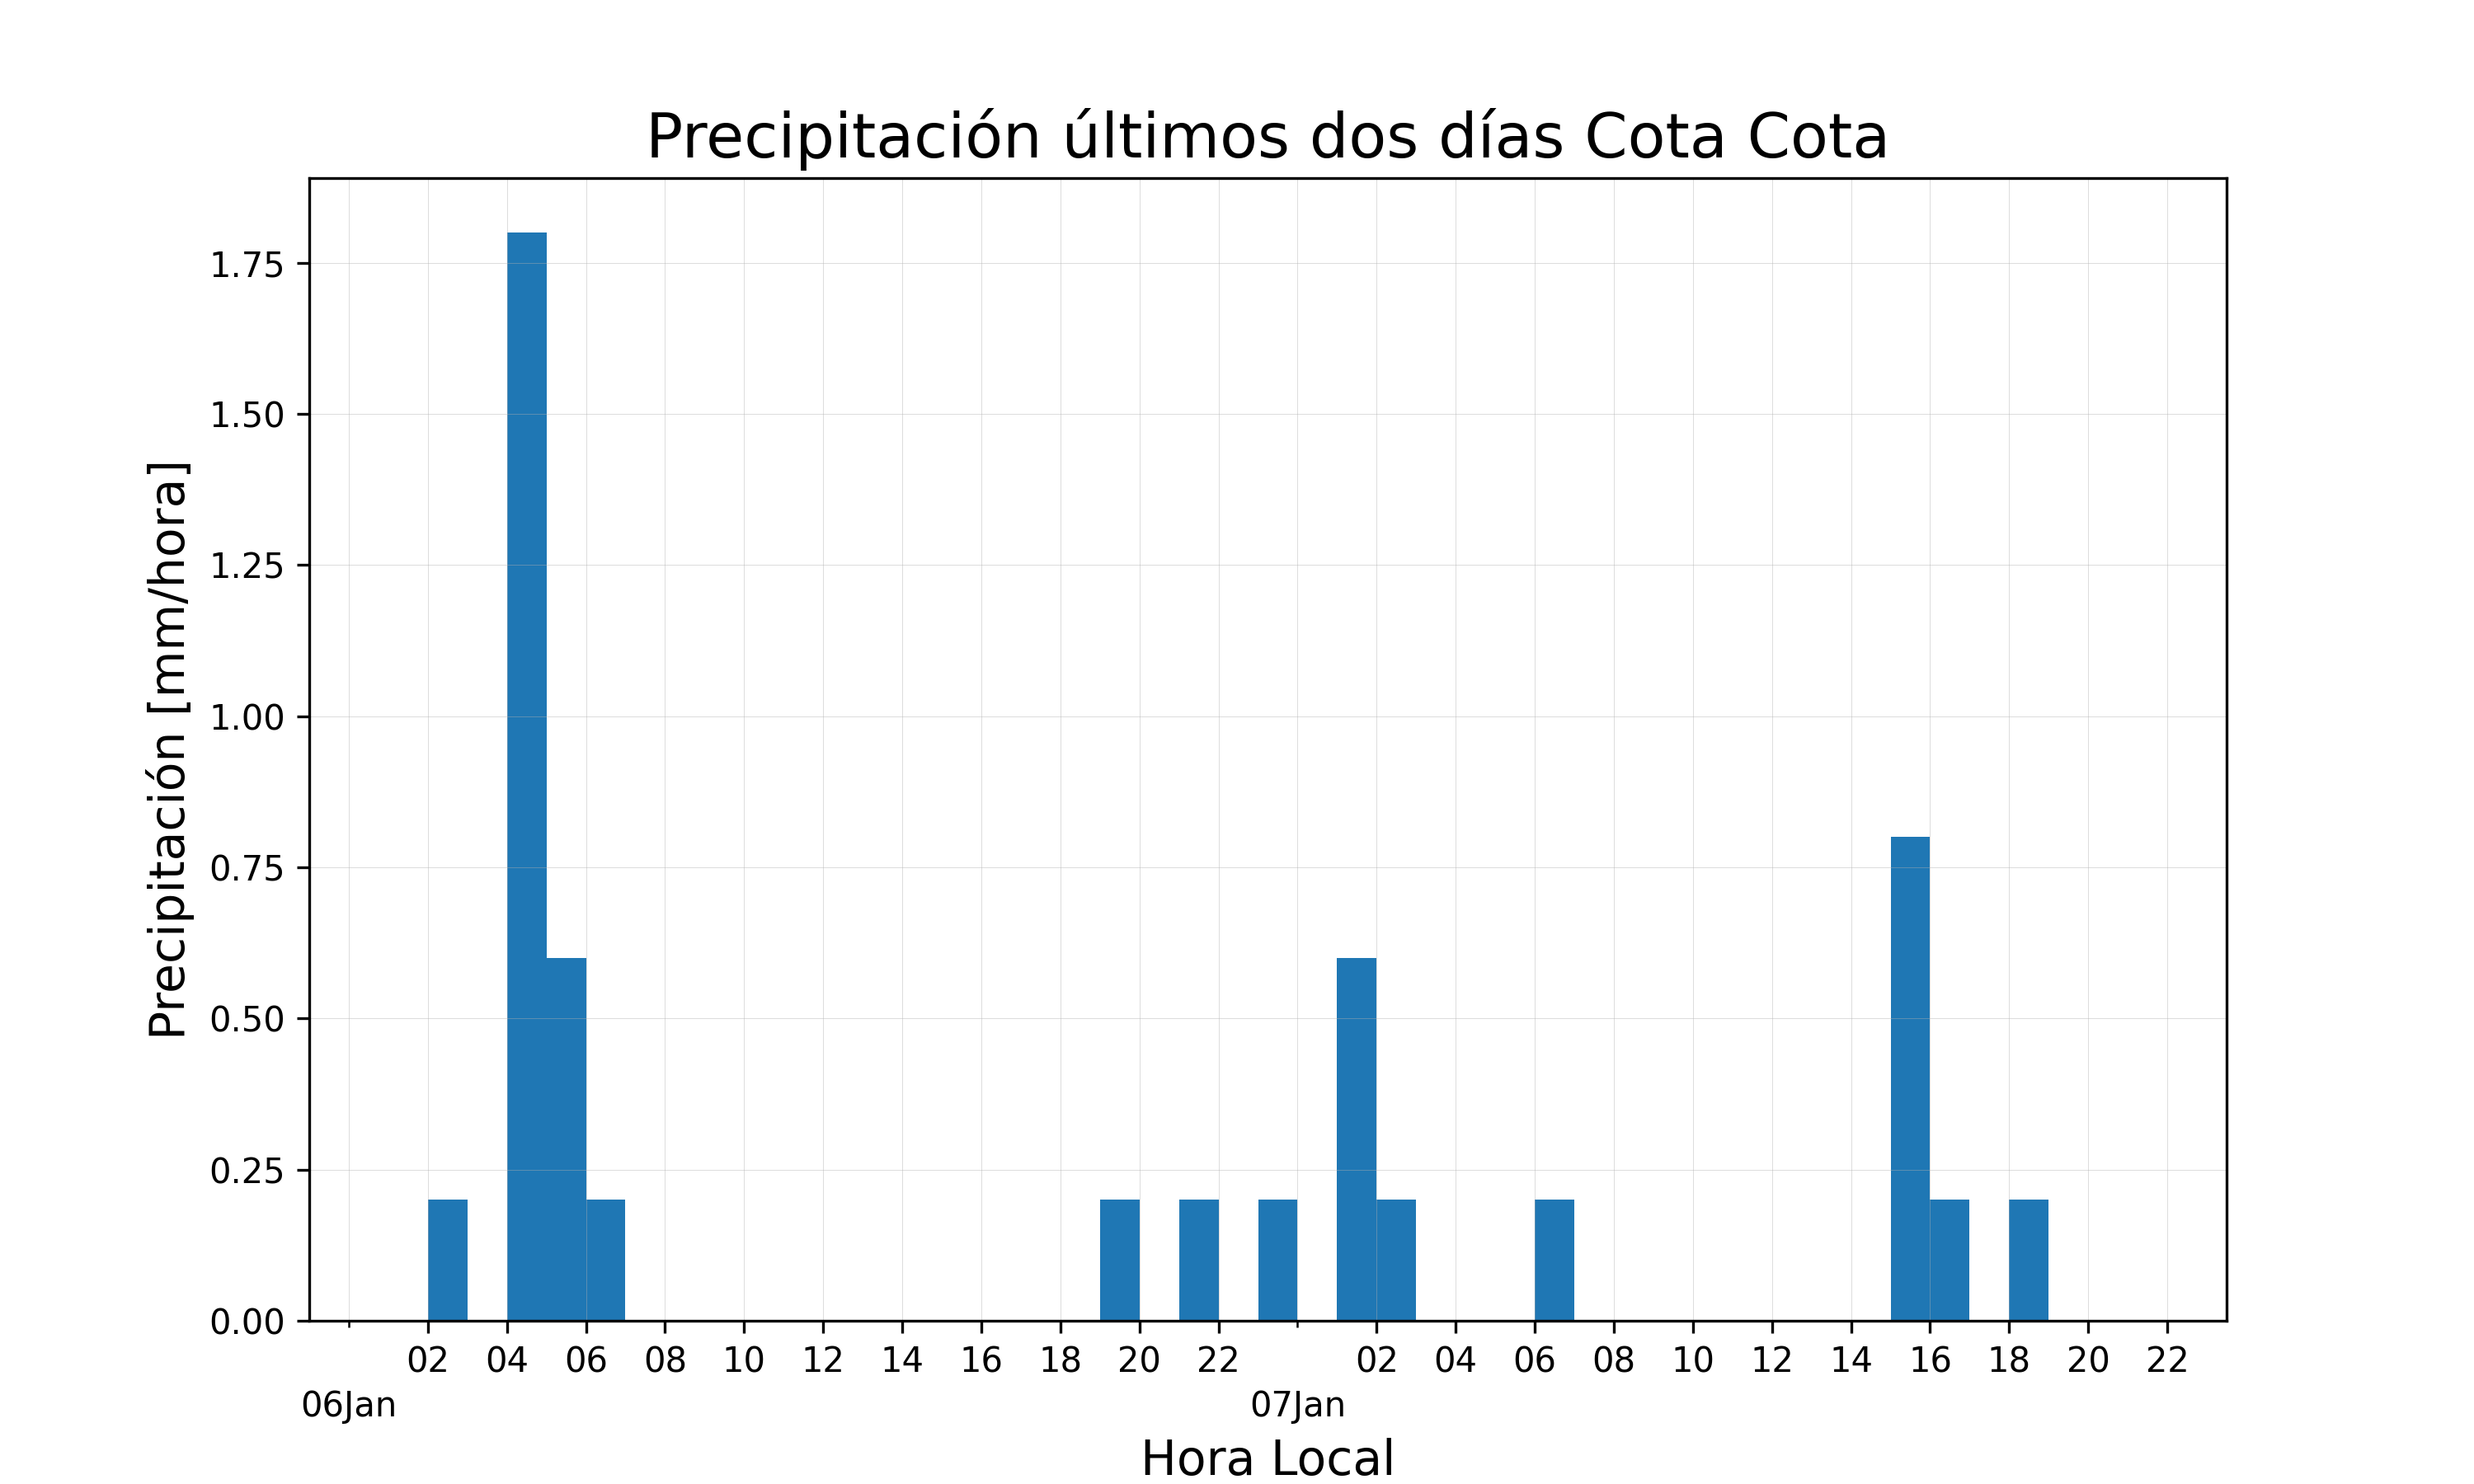 Precipitación últimos dos días Cota Cota
Precipitación [mm/hora]
1.75
1.50
1.25
1.00
0.75
0.50
0.25
0.00
02 04 06 08 10 12 14 16 18 20 22 02 04 06 08 10 12 14 16 18 20 22
06Jan 07Jan
Hora Local